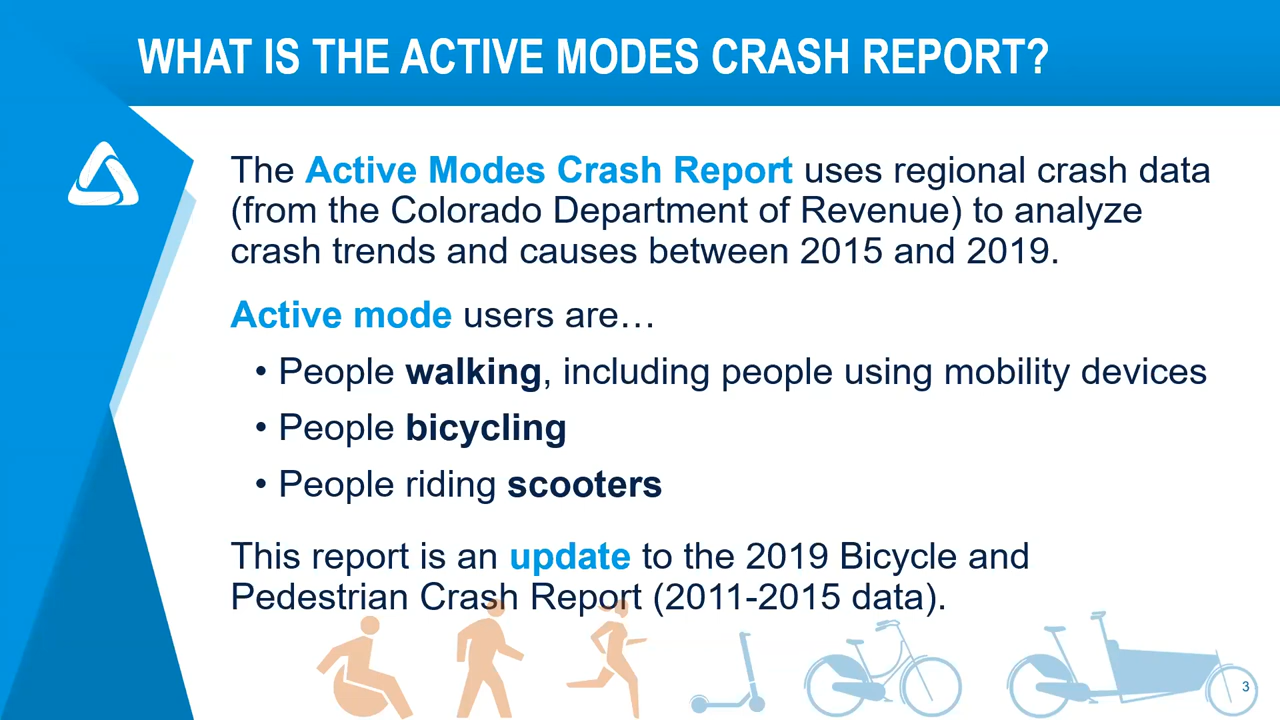 WHAT IS THE ACTIVE MODES CRASH REPORT?
The Active Modes Crash Report uses regional crash data
(from the Colorado Department of Revenue) to analyze
crash trends and causes between 2015 and 2019.
Active mode users are…
• People walking, including people using mobility devices
• People bicycling
• People riding scooters
This report is an update to the 2019 Bicycle and
Pedestrian Crash Report (2011-2015 data).
3